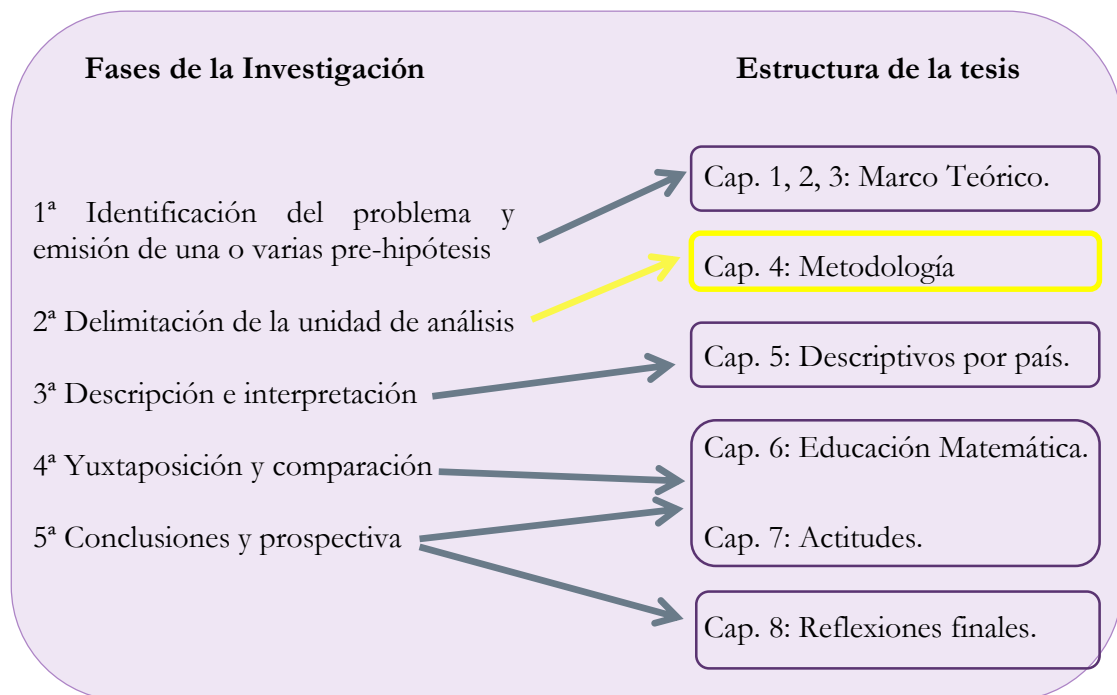 Fases de la Investigación
1ª Identificación del problema y
emisión de una o varias pre-hipótesis
2ª Delimitación de la unidad de análisis
3ª Descripción e interpretación
4ª Yuxtaposición y comparación
5ª Conclusiones y prospectiva
Estructura de la tesis
Cap. 1, 2, 3: Marco Teórico.
Cap. 4: Metodología
Cap. 5: Descriptivos por país.
Cap. 6: Educación Matemática.
Cap. 7: Actitudes.
Cap. 8: Reflexiones finales.